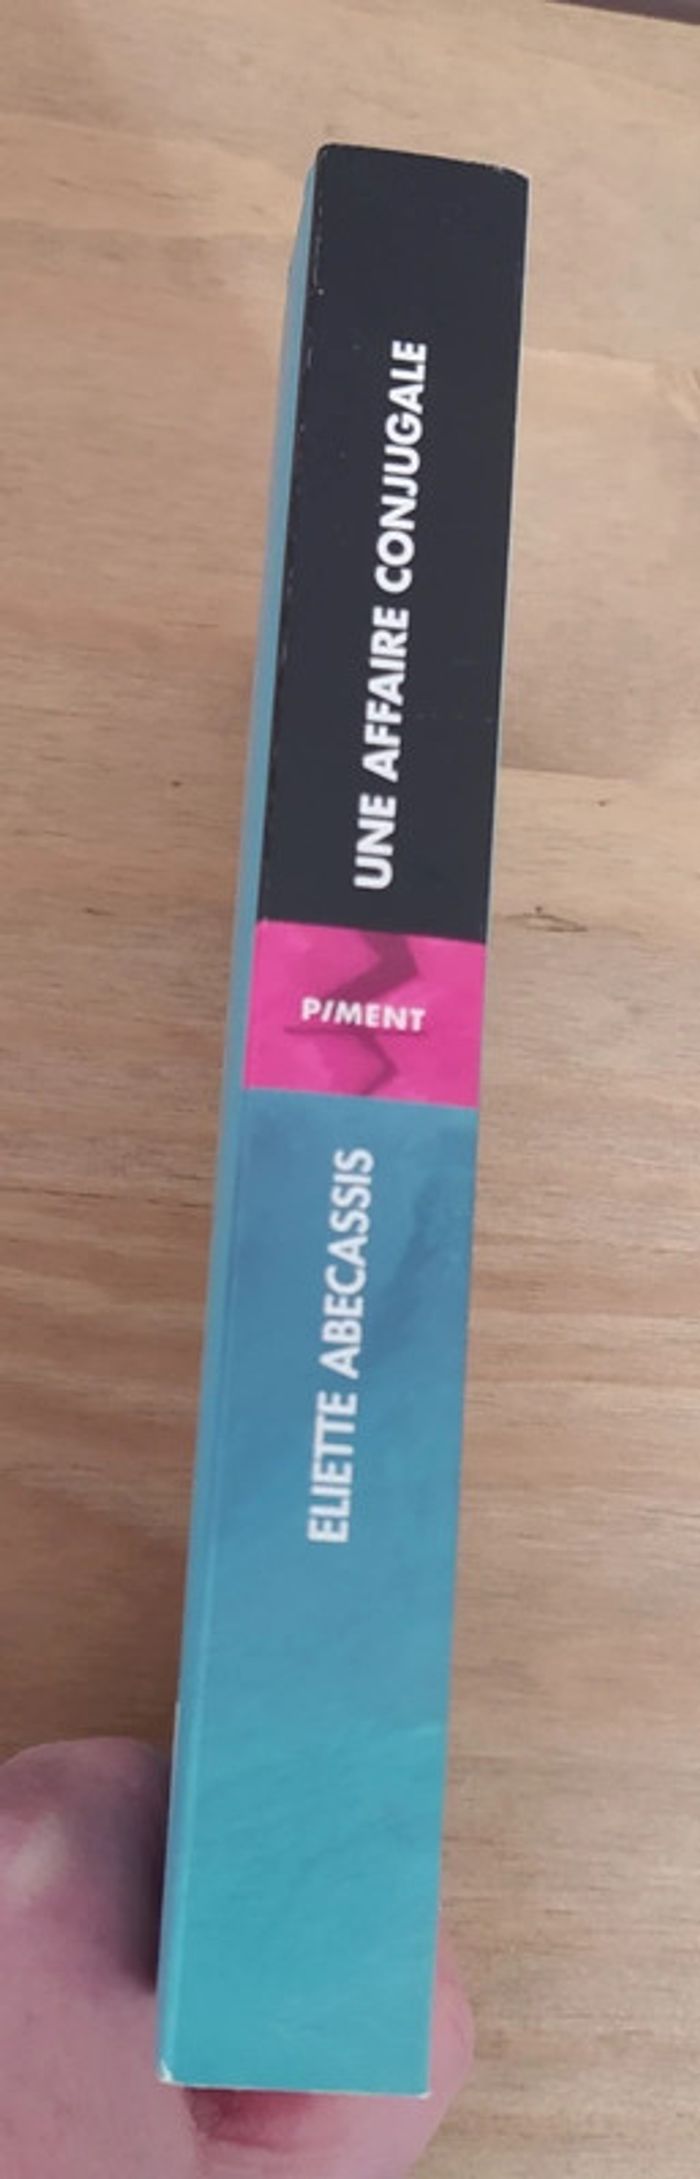 UNE AFFAIRE CONJUGALE
PIMENT
ELIETTE ABECASSIS